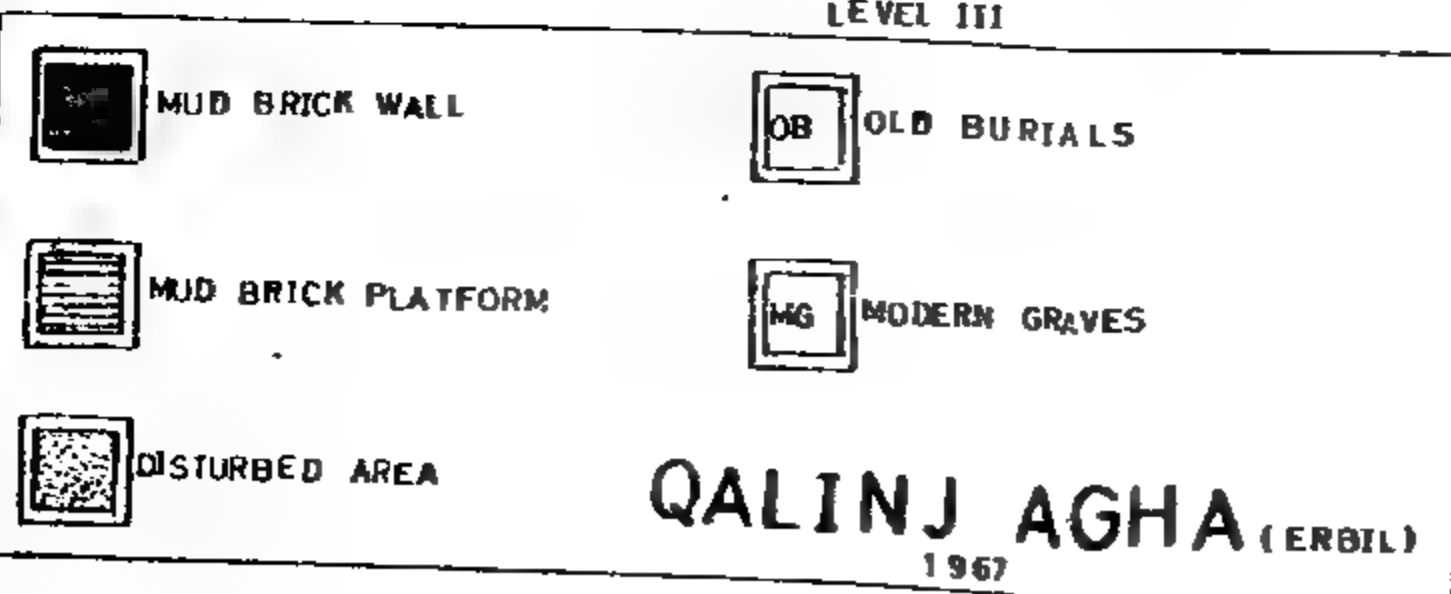 LEVEL III
MUD BRICK WALL
OB OLD BURIALS
MUD BRICK PLATFORM
MG MODERN GRAVES
DISTURBED AREA
QALINJ AGHA (ERBIL)
1967